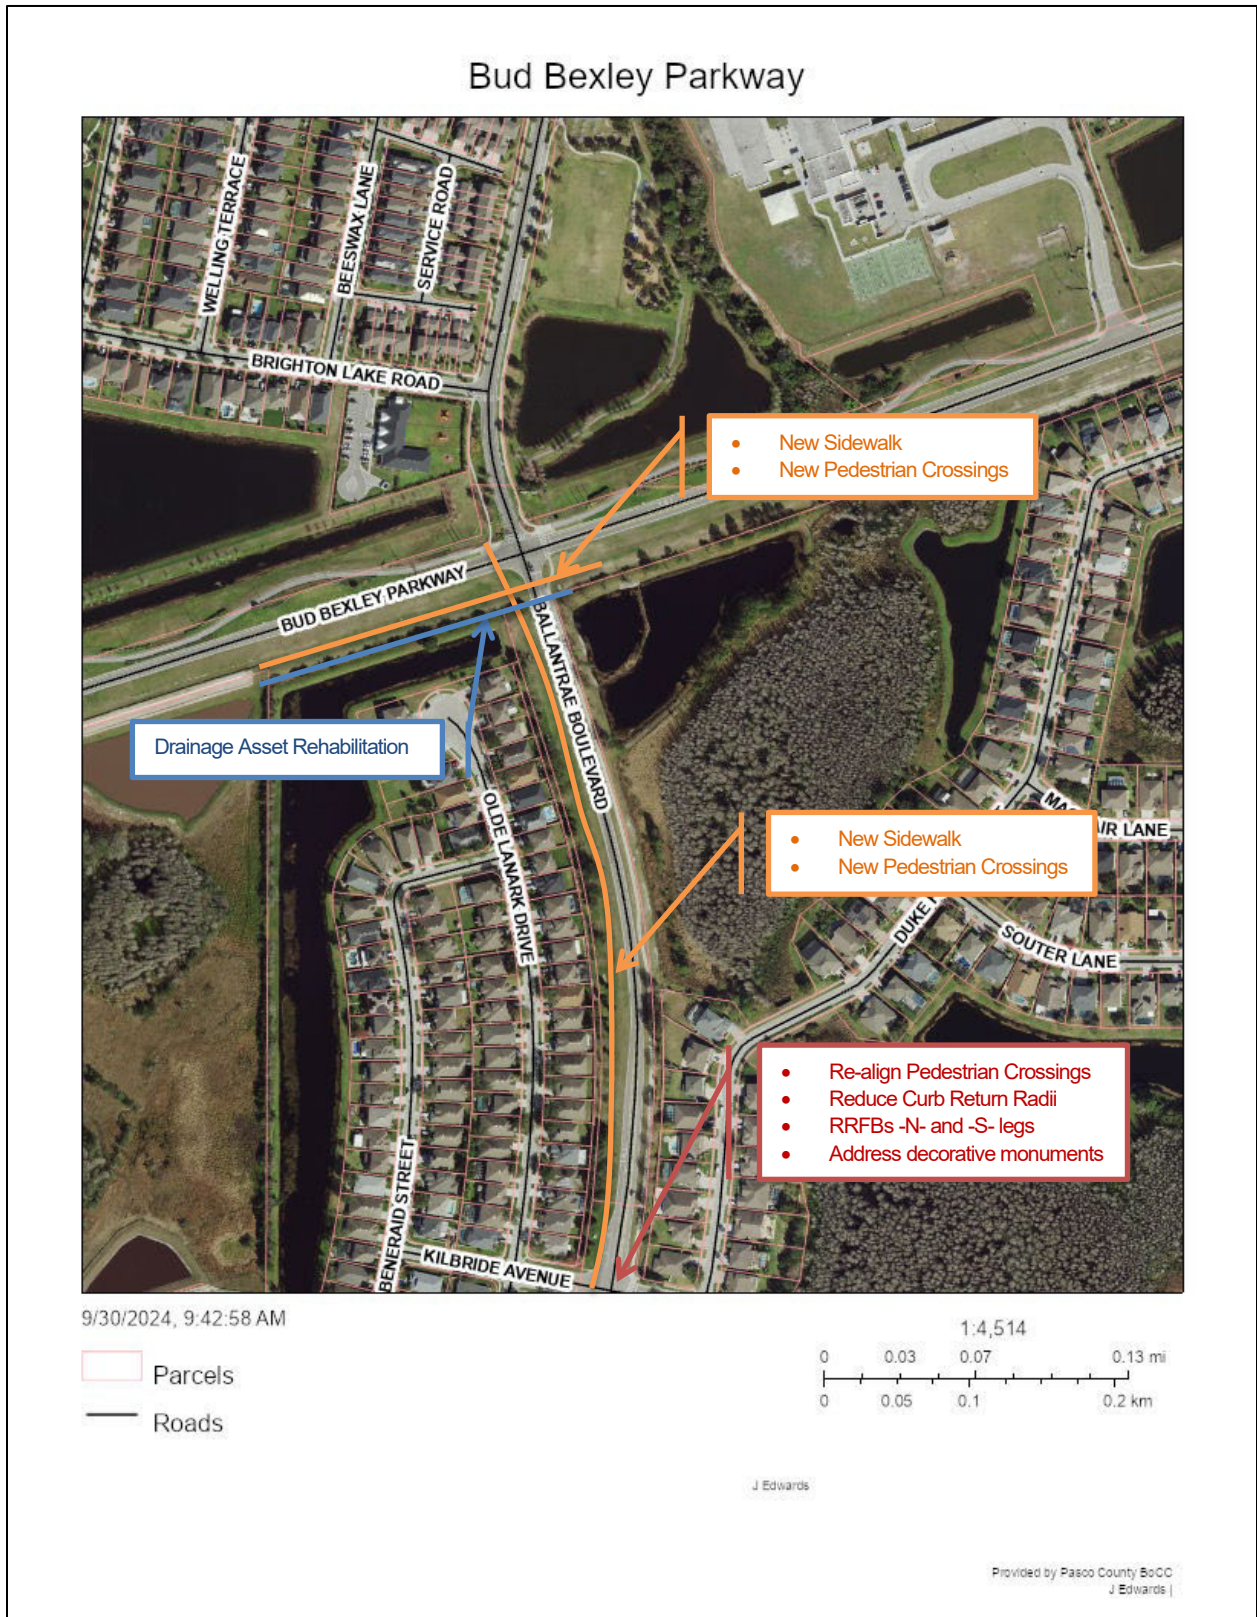 Bud Bexley Parkway
WELLING TERRACE
BEESWAX LANE
SERVICE ROAD
BRIGHTON LAKE ROAD
• New Sidewalk
• New Pedestrian Crossings
BUD BEXLEY PARKWAY
BALLANTRAE BOULEVARD
Drainage Asset Rehabilitation
OLDE LANARK DRIVE
• New Sidewalk
• New Pedestrian Crossings
AIR LANE
DUKE
SOUTER LANE
• Re-align Pedestrian Crossings
• Reduce Curb Return Radii
• RRFBs -N- and -S- legs
• Address decorative monuments
BENERAID STREET
KILBRIDE AVENUE
9/30/2024, 9:42:58 AM
Parcels
Roads
1:4,514
0 0.03 0.07 0.13 mi
0 0.05 0.1 0.2 km
J Edwards
Provided by Pasco County BoCC
J Edwards |